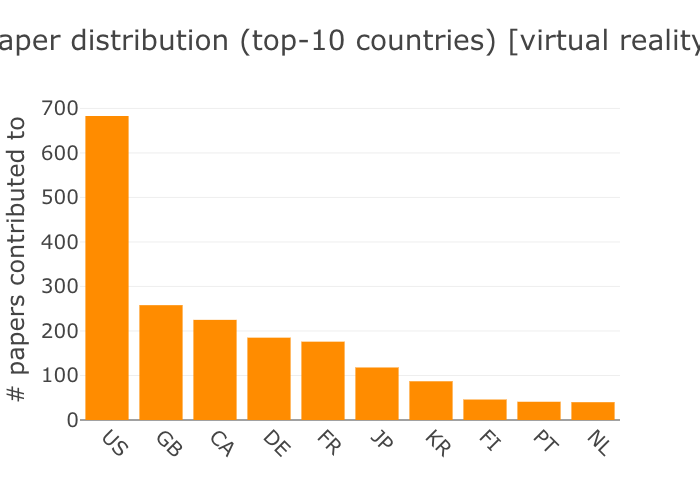 aper distribution (top-10 countries) [virtual reality
# papers contributed to
700
600
500
400
300
200
100
0
US
GB
CA
DE
FR
JP
KR
FI
PT
NL